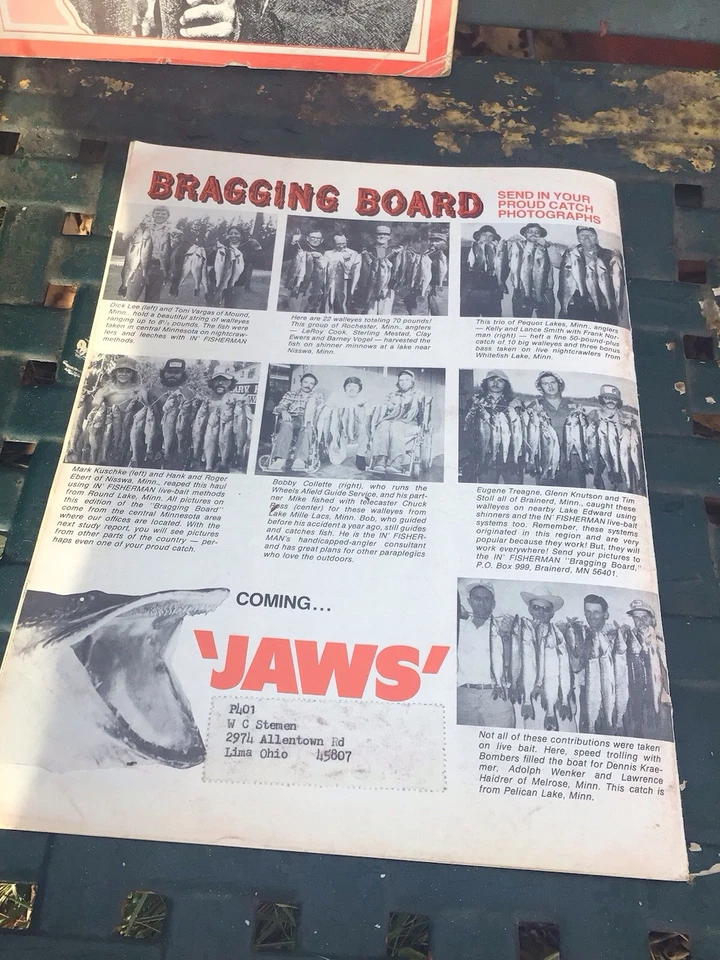 BRAGGING BOARD
SEND IN YOUR
PROUD CATCH
PHOTOGRAPHS
Dick Lee (left) and Toni Vargas of Mound,
Minn., hold a beautiful string of walleyes
ranging up to 8½ pounds. The fish were
taken in central Minnesota on nightcraw-
lers and leeches with IN' FISHERMAN
methods.
Here are 22 walleyes totaling 70 pounds!
This group of Rochester, Minn., anglers
— LeRoy Cook, Sterling Mestad, Clay
Ewers and Barney Vogel — harvested the
fish on shinner minnows at a lake near
Nisswa, Minn.
This trio of Pequot Lakes, Minn., anglers
— Kelly and Lance Smith with Frank Nor-
man (right) — heft a fine 50-pound-plus
catch of 10 big walleyes and three bonus
bass taken on live nightcrawlers from
Whitefish Lake, Minn.
Mark Kuschke (left) and Hank and Roger
Ebert of Nisswa, Minn., reaped this haul
using IN' FISHERMAN live-bait methods
from Round Lake, Minn. All pictures on
this edition of the "Bragging Board"
come from the central Minnesota area
where our offices are located. With the
next study report, you will see pictures
from other parts of the country — per-
haps even one of your proud catch.
Bobby Collette (right), who runs the
Wheels Afield Guide Service, and his part-
ner Mike fished with telecaster Chuck
(center) for these walleyes from
Lake Mille Lacs, Minn. Bob, who guided
before his accident a year ago, still guides
and catches fish. He is the IN' FISHER-
MAN's handicapped-angler consultant
and has great plans for other paraplegics
who love the outdoors.
Eugene Treagne, Glenn Knutson and Tim
Stoll all of Brainerd, Minn., caught these
walleyes on nearby Lake Edward using
shinners and the IN' FISHERMAN live-bait
systems too. Remember, these systems
originated in this region and are very
popular because they work! But, they will
work everywhere! Send your pictures to
the IN' FISHERMAN "Bragging Board,"
P.O. Box 999, Brainerd, MN 56401.
COMING...
'JAWS'
P401
W C Stemen
2974 Allentown Rd
Lima Ohio 45807
Not all of these contributions were taken
on live bait. Here, speed trolling with
Bombers filled the boat for Dennis Krae-
mer, Adolph Wenker and Lawrence
Haidrer of Melrose, Minn. This catch is
from Pelican Lake, Minn.